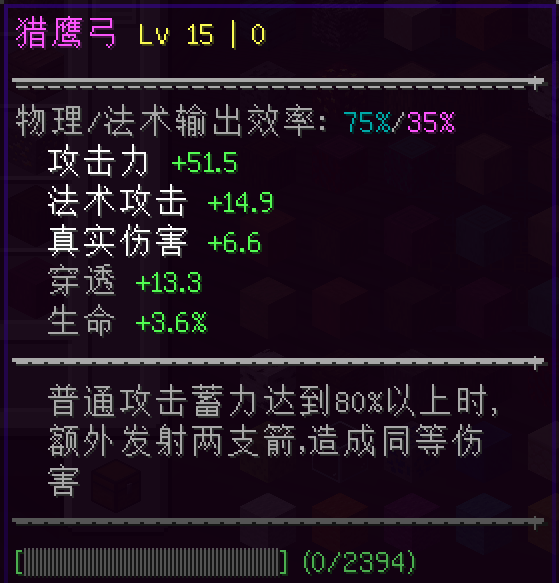 猎鹰弓 Lv 15 | 0
物理/法术输出效率: 75%/35%
攻击力 +51.5
法术攻击 +14.9
真实伤害 +6.6
穿透 +13.3
生命 +3.6%
普通攻击蓄力达到80%以上时,
额外发射两支箭,造成同等伤
害
[||||||||||||||||||||||||||||||||||||||||||||||||||] (0/2394)